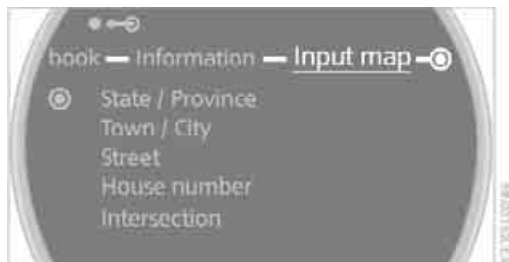 book Information Input map
State / Province
Town / City
Street
House number
Intersection